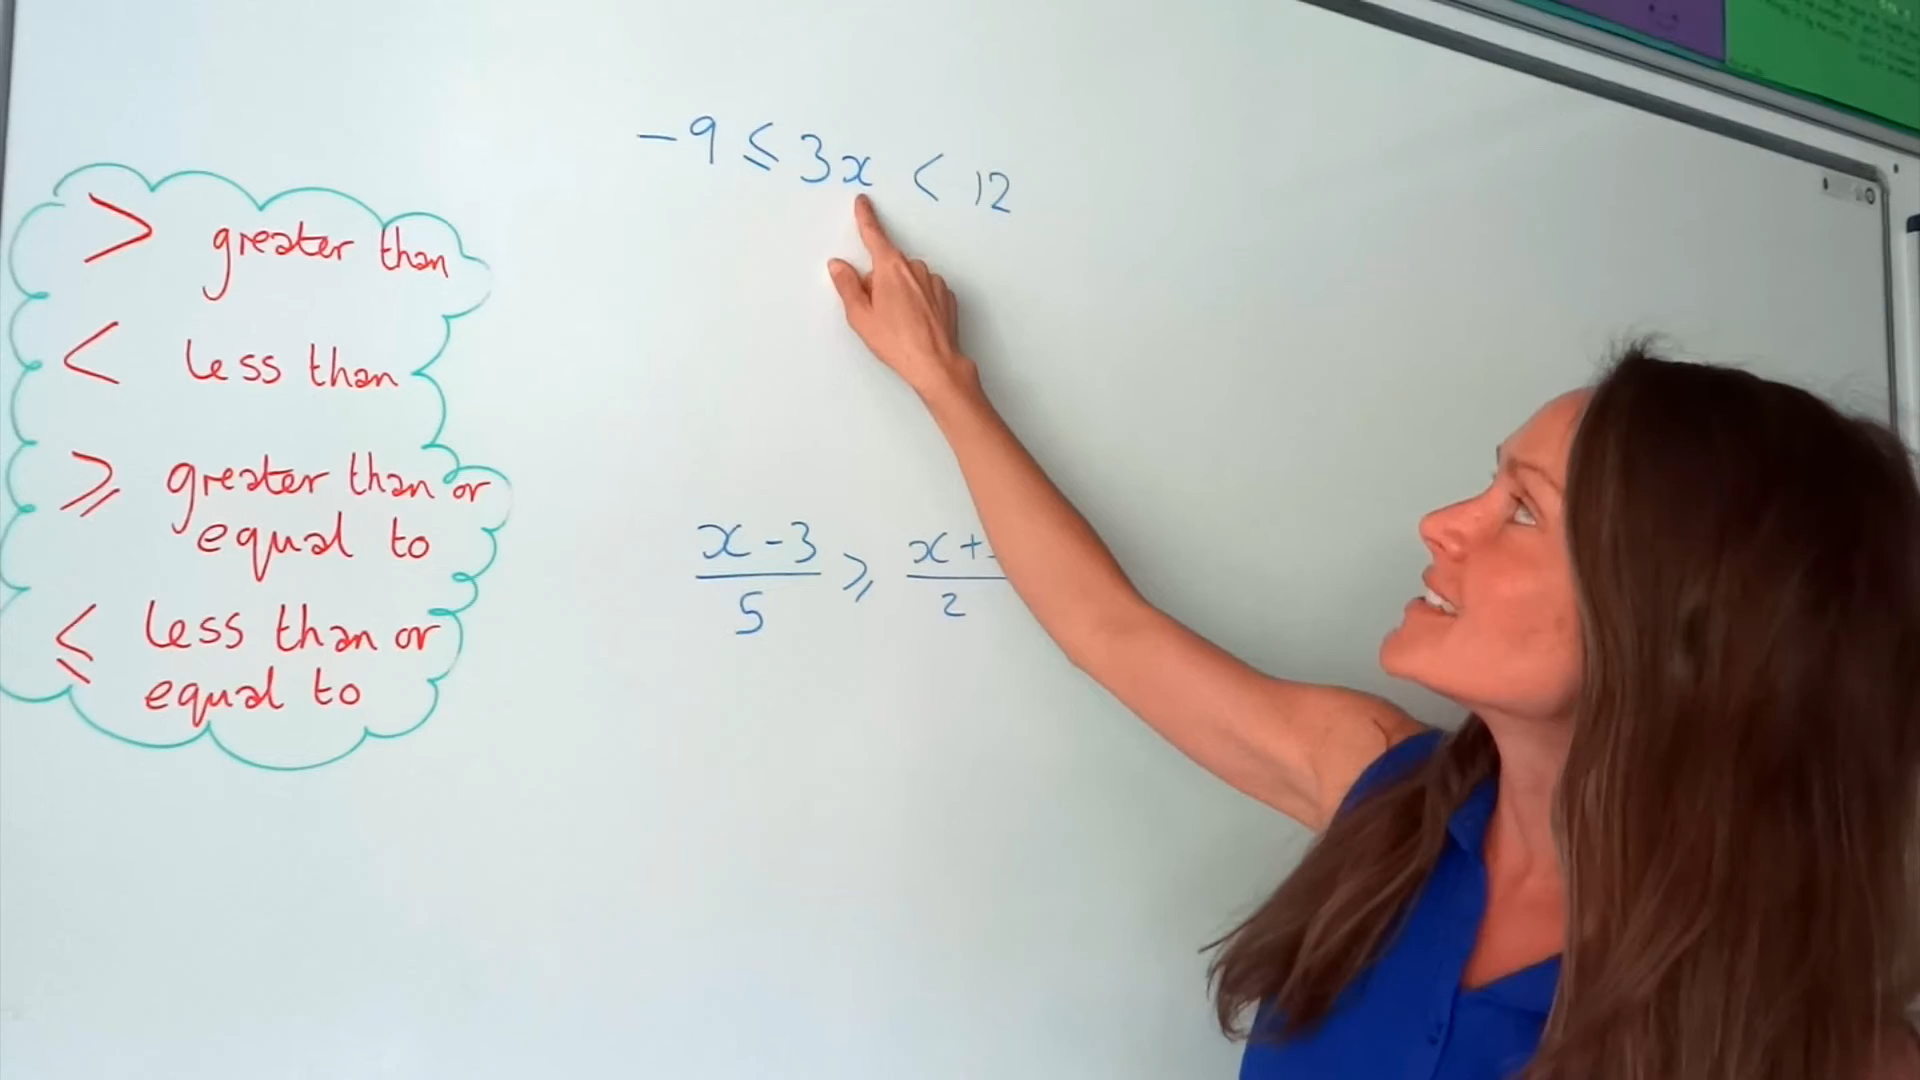 > greater than
< less than
⩾ greater than or
equal to
≤ less than or
equal to
-9 ≤ 3x < 12
x - 3
5
⩾
x +
2